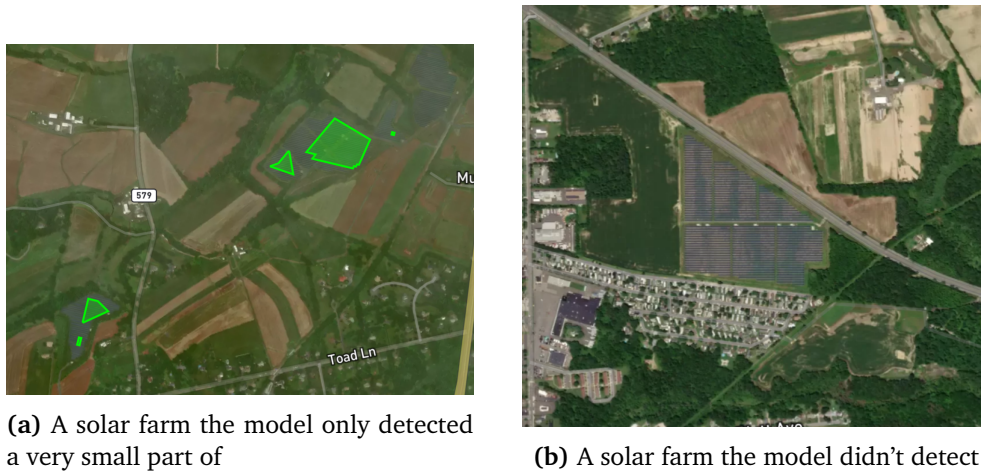 579
Mu
Toad Ln
(a) A solar farm the model only detected
a very small part of
(b) A solar farm the model didn't detect